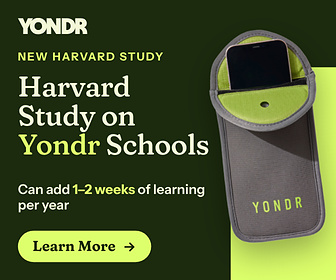 YONDR
NEW HARVARD STUDY
Harvard
Study on
Yondr Schools
Can add 1–2 weeks of learning
per year
Learn More →
YONDR